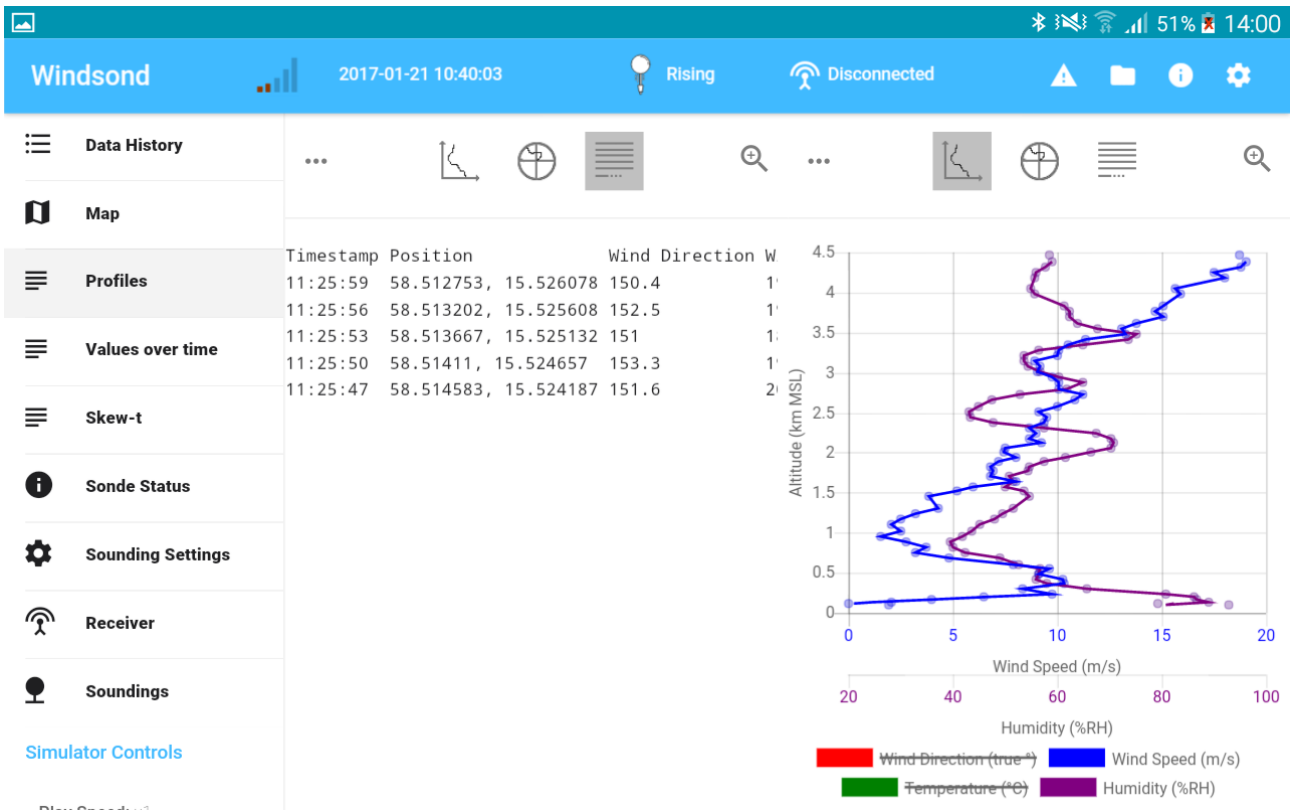 51% 14:00
Windsond 2017-01-21 10:40:03 Rising Disconnected
Data History
Map
Profiles
Values over time
Skew-t
Sonde Status
Sounding Settings
Receiver
Soundings
Simulator Controls
Timestamp Position Wind Direction W
11:25:59 58.512753, 15.526078 150.4
11:25:56 58.513202, 15.525608 152.5
11:25:53 58.513667, 15.525132 151
11:25:50 58.51411, 15.524657 153.3
11:25:47 58.514583, 15.524187 151.6
Altitude (km MSL)
4.5
4
3.5
3
2.5
2
1.5
1
0.5
0
0 5 10 15 20
Wind Speed (m/s)
20 40 60 80 100
Humidity (%RH)
Wind Direction (true °) Wind Speed (m/s)
Temperature (°C) Humidity (%RH)